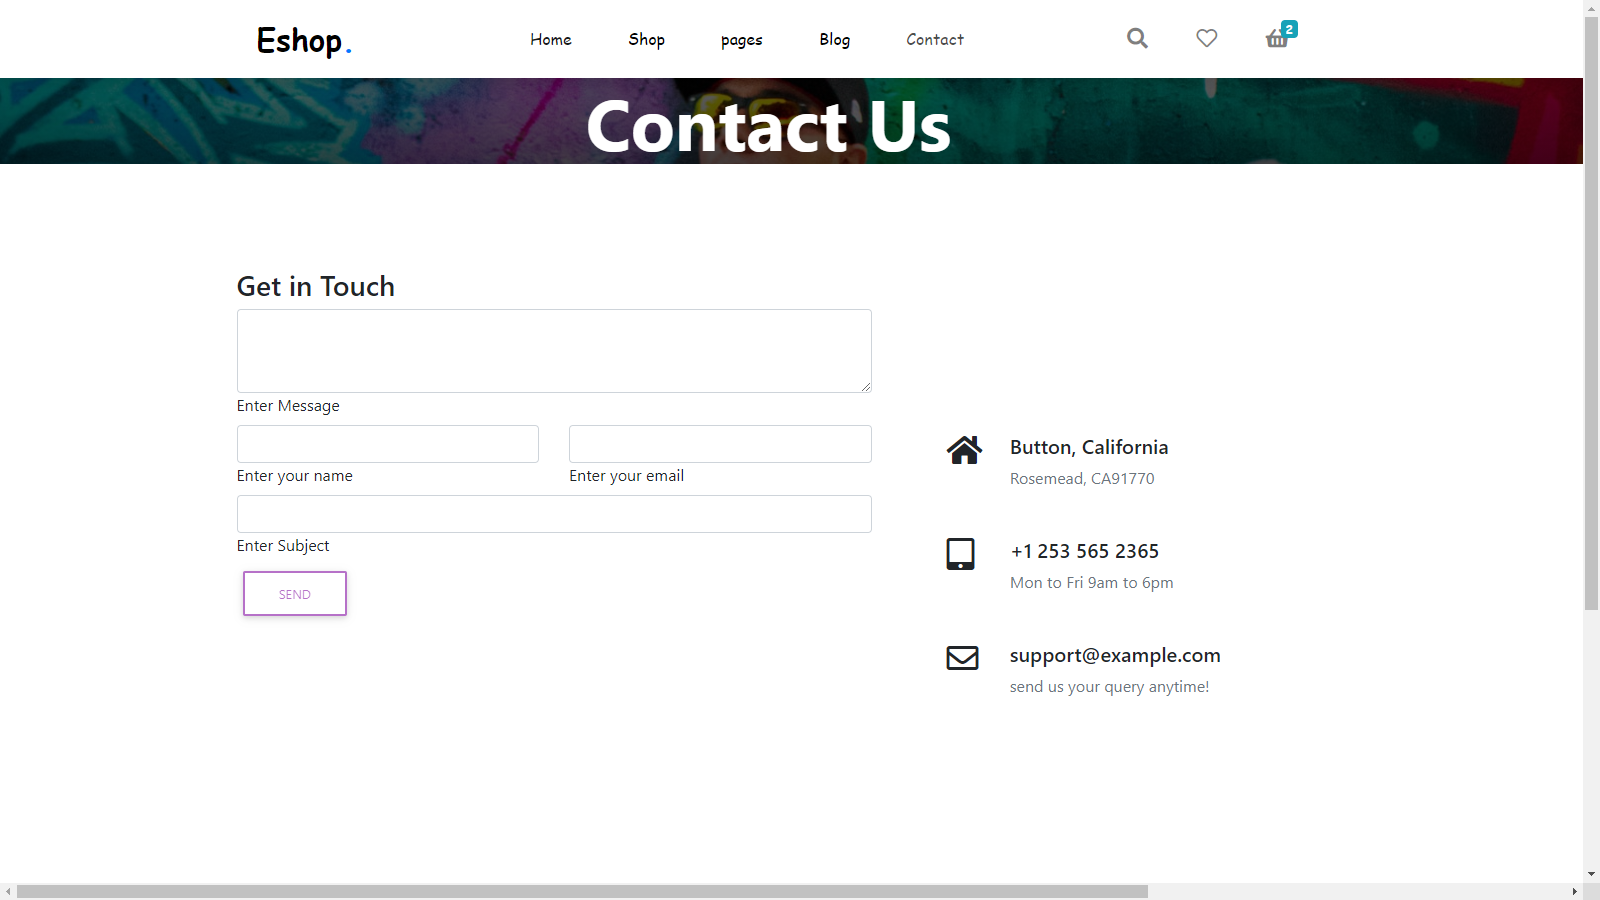 Eshop.
Home Shop pages Blog Contact
2
Contact Us
Get in Touch
Enter Message
Enter your name
Enter your email
Enter Subject
SEND
Button, California
Rosemead, CA91770
+1 253 565 2365
Mon to Fri 9am to 6pm
support@example.com
send us your query anytime!